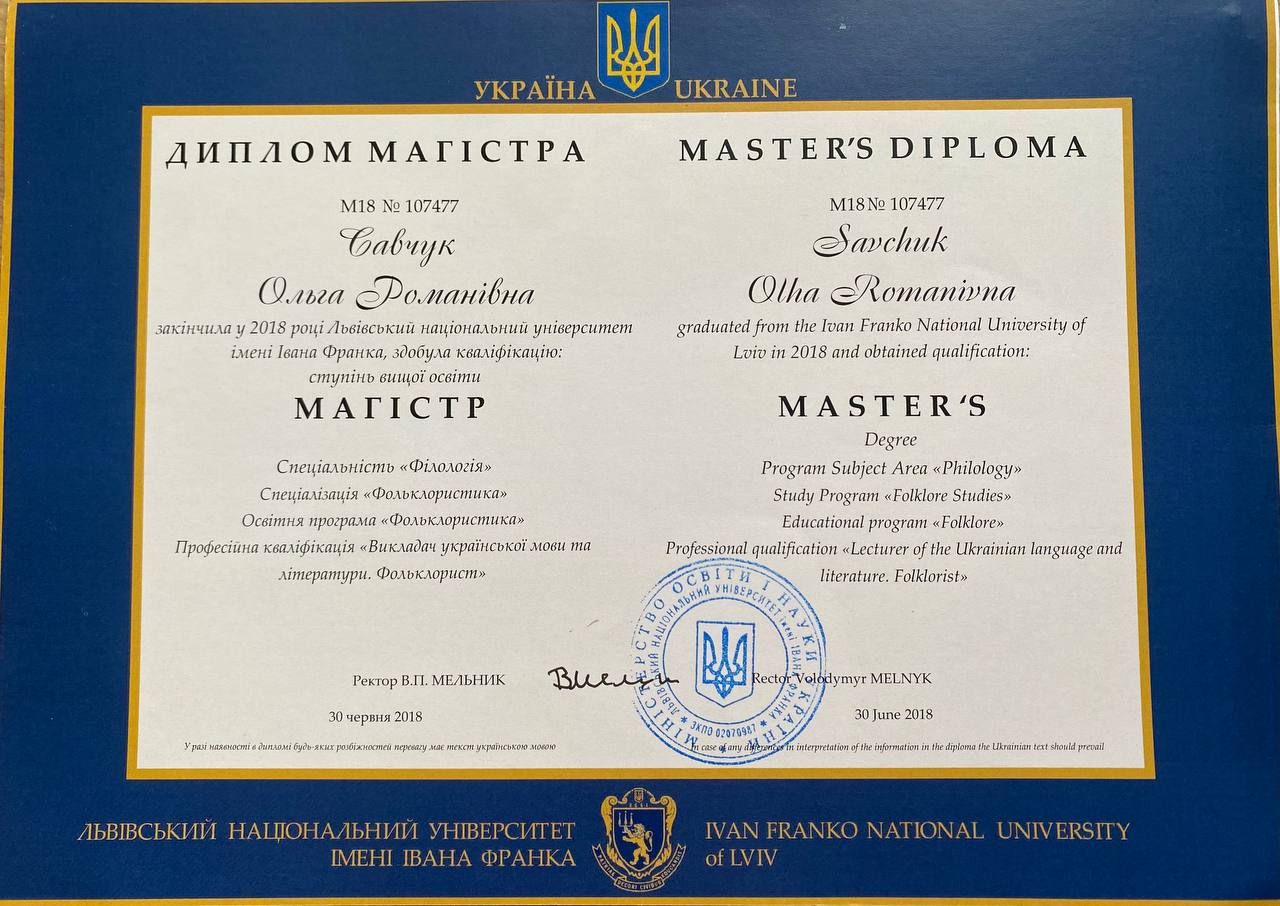 УКРАЇНА UKRAINE
ДИПЛОМ МАГІСТРА
М18 № 107477
Савчук
Ольга Романівна
закінчила у 2018 році Львівський національний університет
імені Івана Франка, здобула кваліфікацію:
ступінь вищої освіти
МАГІСТР
Спеціальність «Філологія»
Спеціалізація «Фольклористика»
Освітня програма «Фольклористика»
Професійна кваліфікація «Викладач української мови та
літератури. Фольклорист»
Ректор В.П. МЕЛЬНИК
30 червня 2018
У разі наявності в дипломі будь-яких розбіжностей перевагу має текст українською мовою
MASTER'S DIPLOMA
M18№ 107477
Savchuk
Olha Romanivna
graduated from the Ivan Franko National University of
Lviv in 2018 and obtained qualification:
MASTER ‘S
Degree
Program Subject Area «Philology»
Study Program «Folklore Studies»
Educational program «Folklore»
Professional qualification «Lecturer of the Ukrainian language and
literature. Folklorist»
Rector Volodymyr MELNYK
30 June 2018
In case of any differences in interpretation of the information in the diploma the Ukrainian text should prevail
МІНІСТЕРСТВО ОСВІТИ І НАУКИ УКРАЇНИ
ЛЬВІВСЬКИЙ НАЦІОНАЛЬНИЙ УНІВЕРСИТЕТ імені ІВАНА ФРАНКА
ЗКПО 02070987
ЛЬВІВСЬКИЙ НАЦІОНАЛЬНИЙ УНІВЕРСИТЕТ
ІМЕНІ ІВАНА ФРАНКА
IVAN FRANKO NATIONAL UNIVERSITY
of LVIV
PATRIAE DECORI CIVIBUS EDUCANDIS